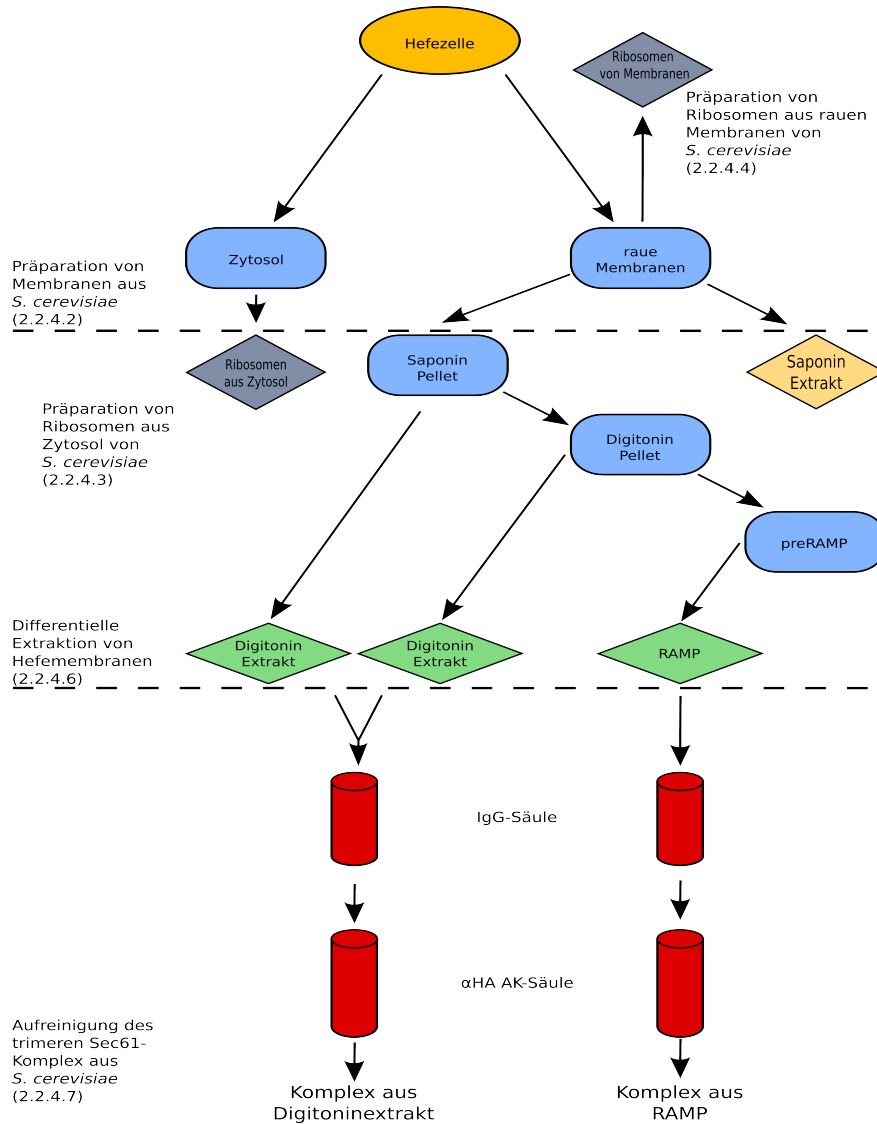 Hefezelle
Ribosomen
von Membranen
Präparation von
Ribosomen aus rauen
Membranen von
S. cerevisiae
(2.2.4.4)
Zytosol
raue
Membranen
Präparation von
Membranen aus
S. cerevisiae
(2.2.4.2)
Ribosomen
aus Zytosol
Saponin
Pellet
Saponin
Extrakt
Präparation von
Ribosomen aus
Zytosol von
S. cerevisiae
(2.2.4.3)
Digitonin
Pellet
preRAMP
Differentielle
Extraktion von
Hefemembranen
(2.2.4.6)
Digitonin
Extrakt
Digitonin
Extrakt
RAMP
IgG-Säule
αHA AK-Säule
Aufreinigung des
trimeren Sec61-
Komplex aus
S. cerevisiae
(2.2.4.7)
Komplex aus
Digitoninextrakt
Komplex aus
RAMP